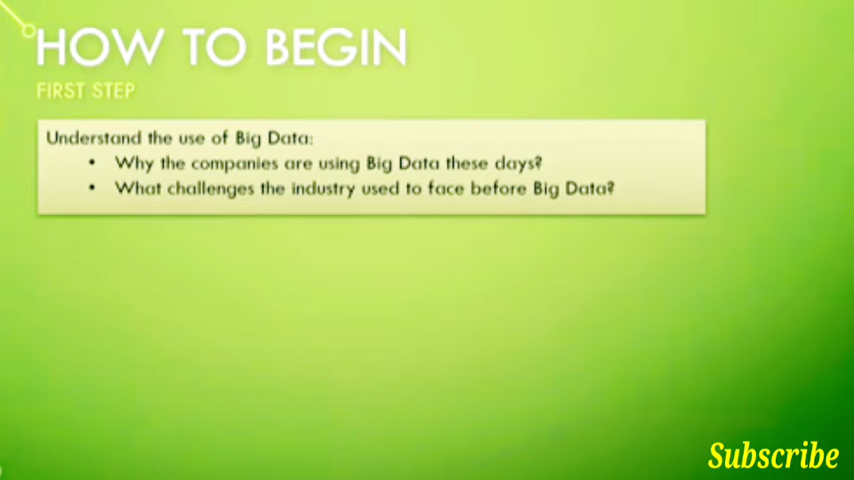 HOW TO BEGIN
FIRST STEP
Understand the use of Big Data:
• Why the companies are using Big Data these days?
• What challenges the industry used to face before Big Data?
Subscribe